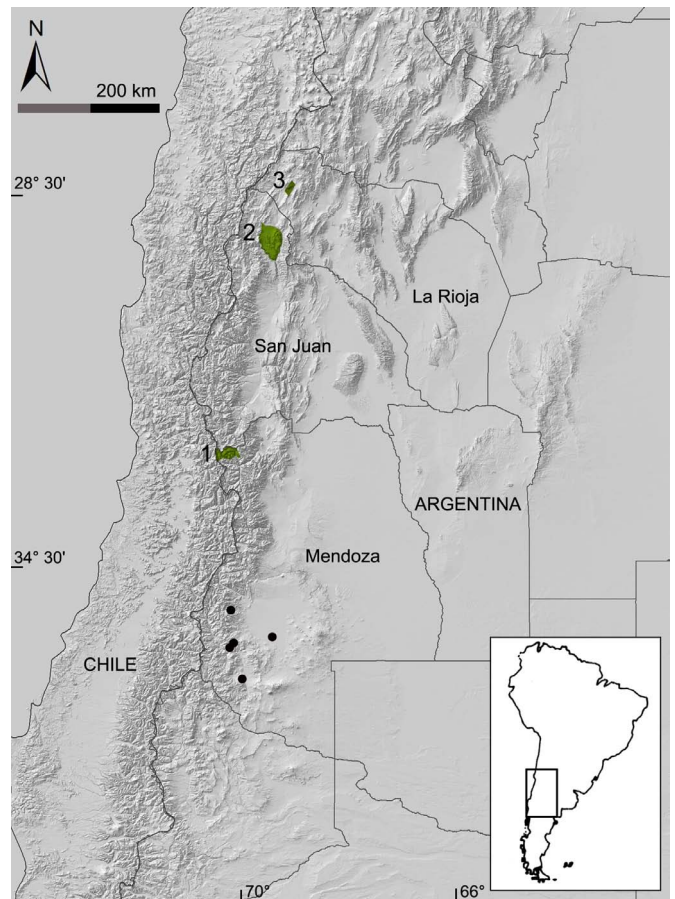 N
200 km
28° 30'
3
2
La Rioja
San Juan
1
ARGENTINA
34° 30'
Mendoza
CHILE
70°
66°